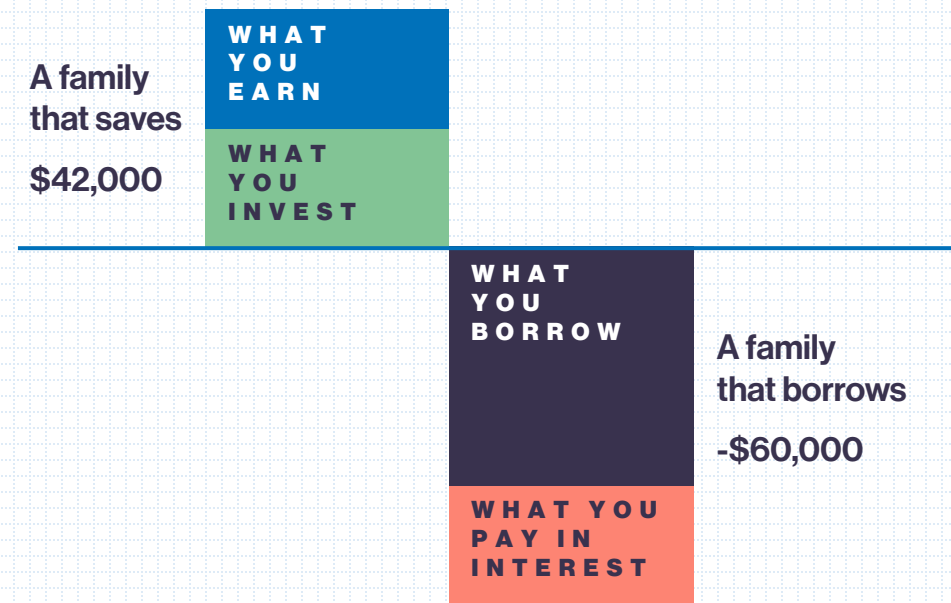 WHAT
YOU
EARN
A family
that saves
$42,000
WHAT
YOU
INVEST
WHAT
YOU
BORROW
A family
that borrows
-$60,000
WHAT YOU
PAY IN
INTEREST